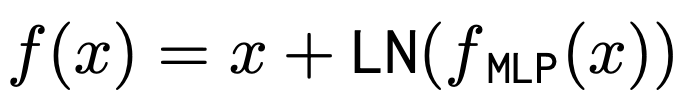 f(x) = x + LN(f_MLP(x))